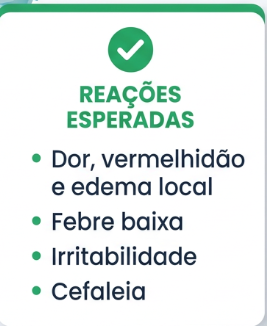 REAÇÕES
ESPERADAS
• Dor, vermelhidão
e edema local
• Febre baixa
• Irritabilidade
• Cefaleia